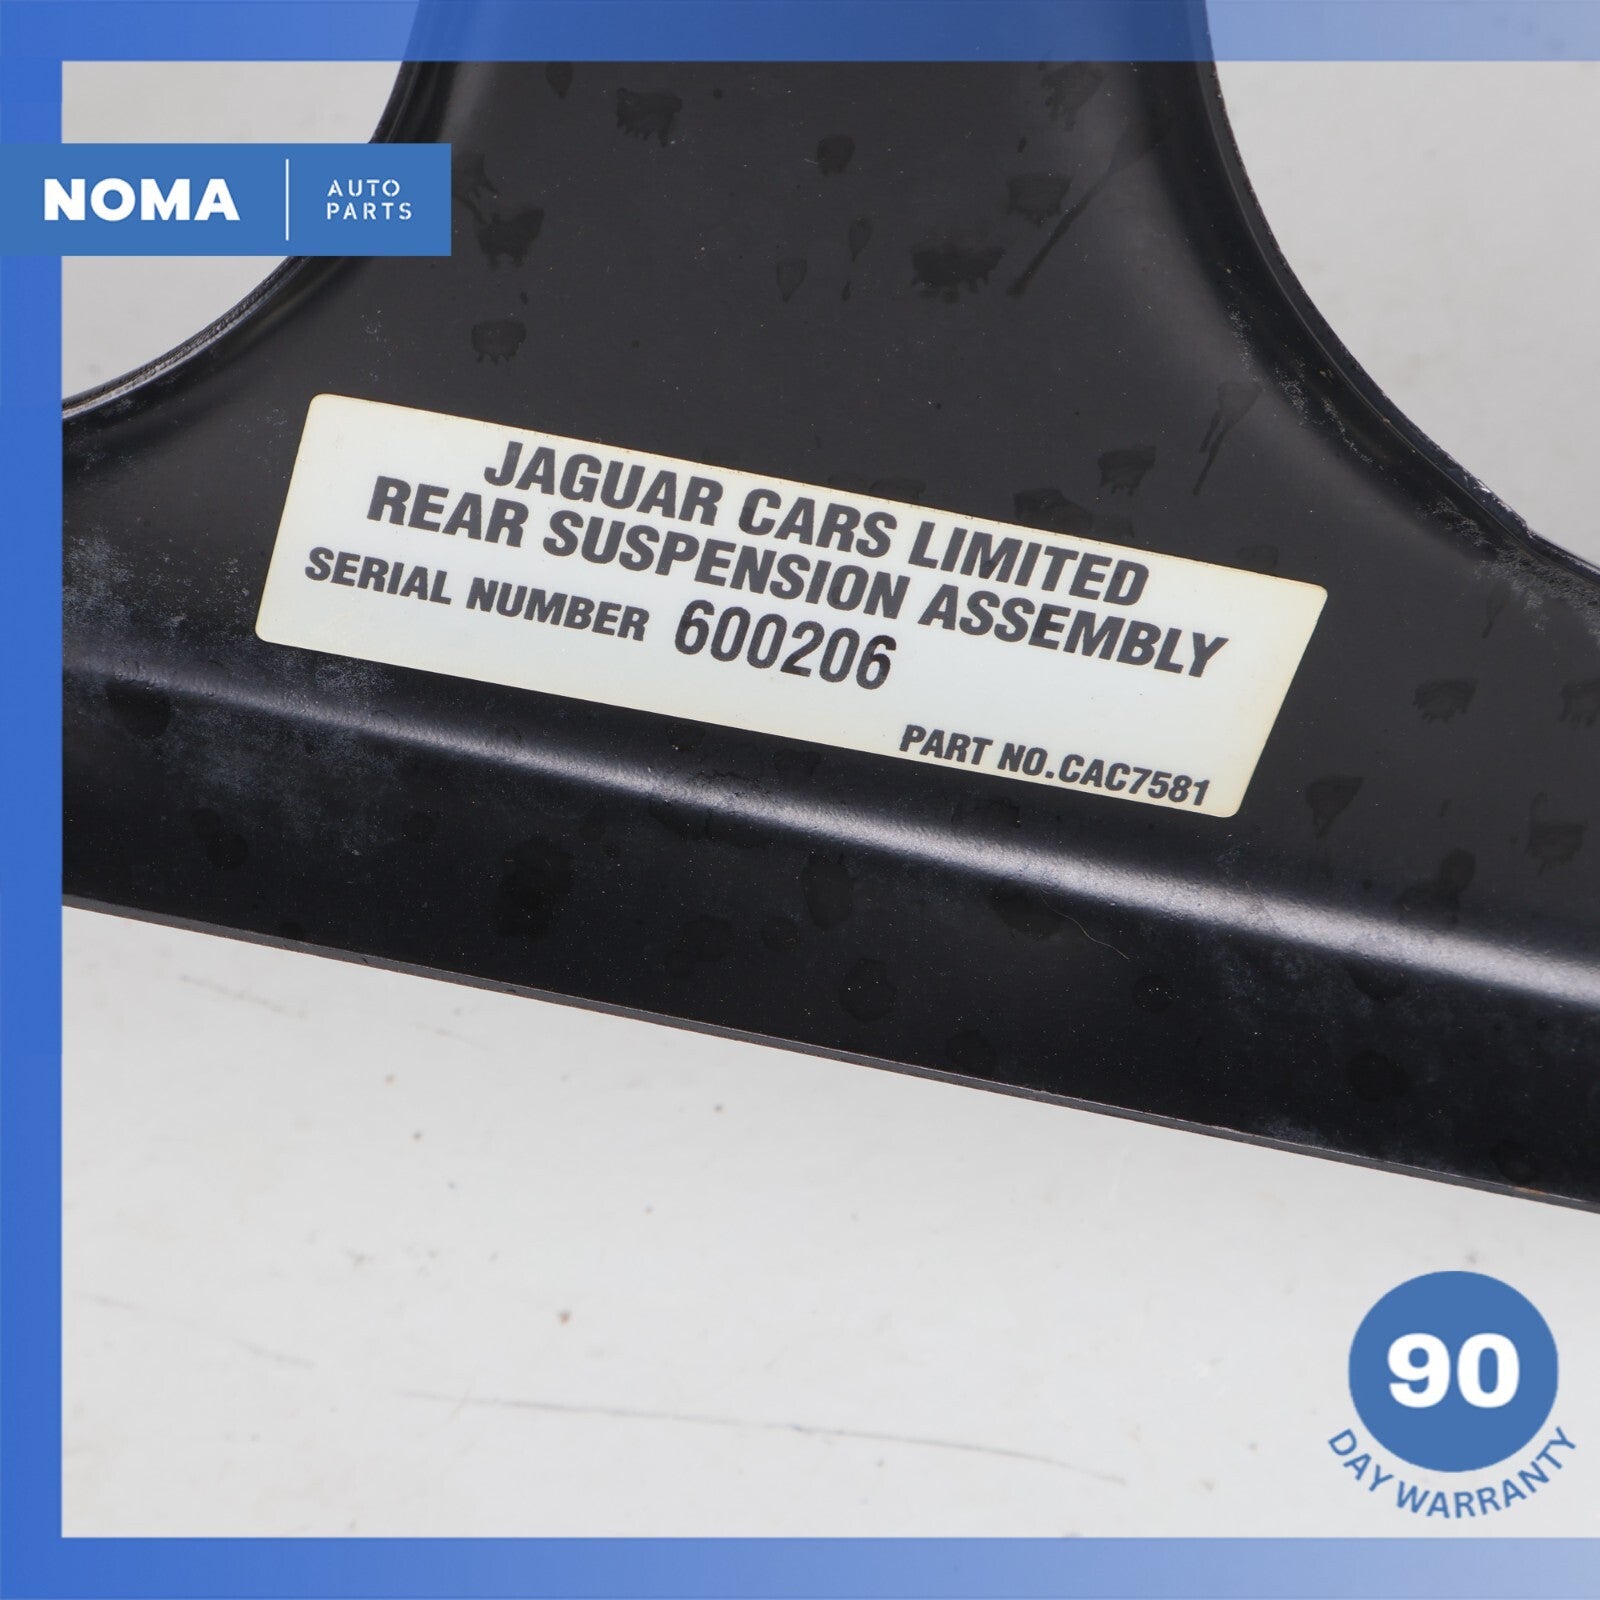 NOMA
AUTO
PARTS
JAGUAR CARS LIMITED
REAR SUSPENSION ASSEMBLY
SERIAL NUMBER 600206
PART NO.CAC7581
90
DAY WARRANTY